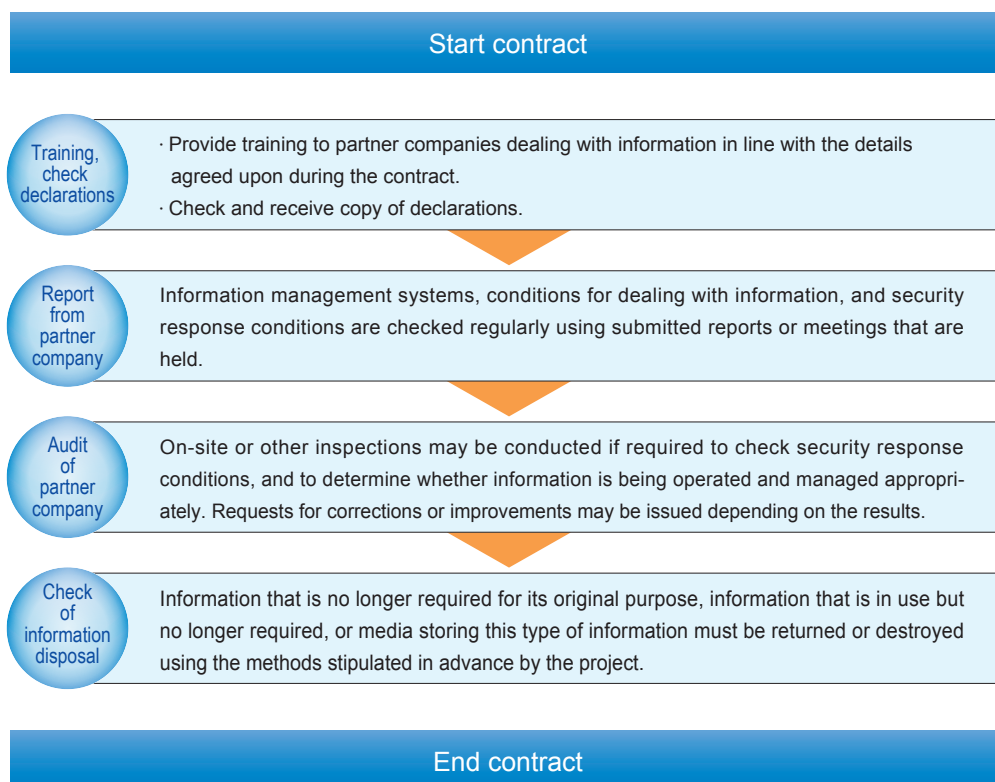 Start contract
Training,
check
declarations
· Provide training to partner companies dealing with information in line with the details
agreed upon during the contract.
· Check and receive copy of declarations.
Report
from
partner
company
Information management systems, conditions for dealing with information, and security
response conditions are checked regularly using submitted reports or meetings that are
held.
Audit
of
partner
company
On-site or other inspections may be conducted if required to check security response
conditions, and to determine whether information is being operated and managed appropri-
ately. Requests for corrections or improvements may be issued depending on the results.
Check
of
information
disposal
Information that is no longer required for its original purpose, information that is in use but
no longer required, or media storing this type of information must be returned or destroyed
using the methods stipulated in advance by the project.
End contract